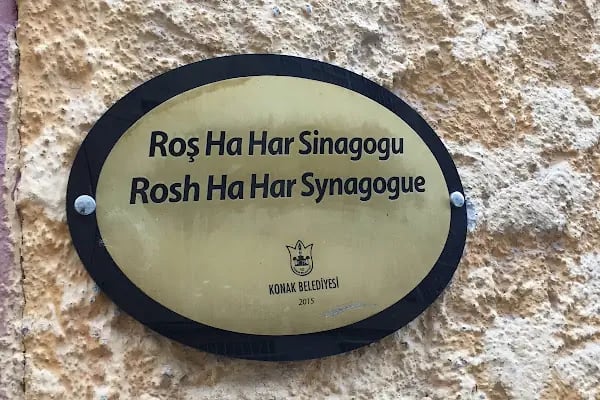 Roş Ha Har Sinagogu
Rosh Ha Har Synagogue
KONAK BELEDİYESİ
2015